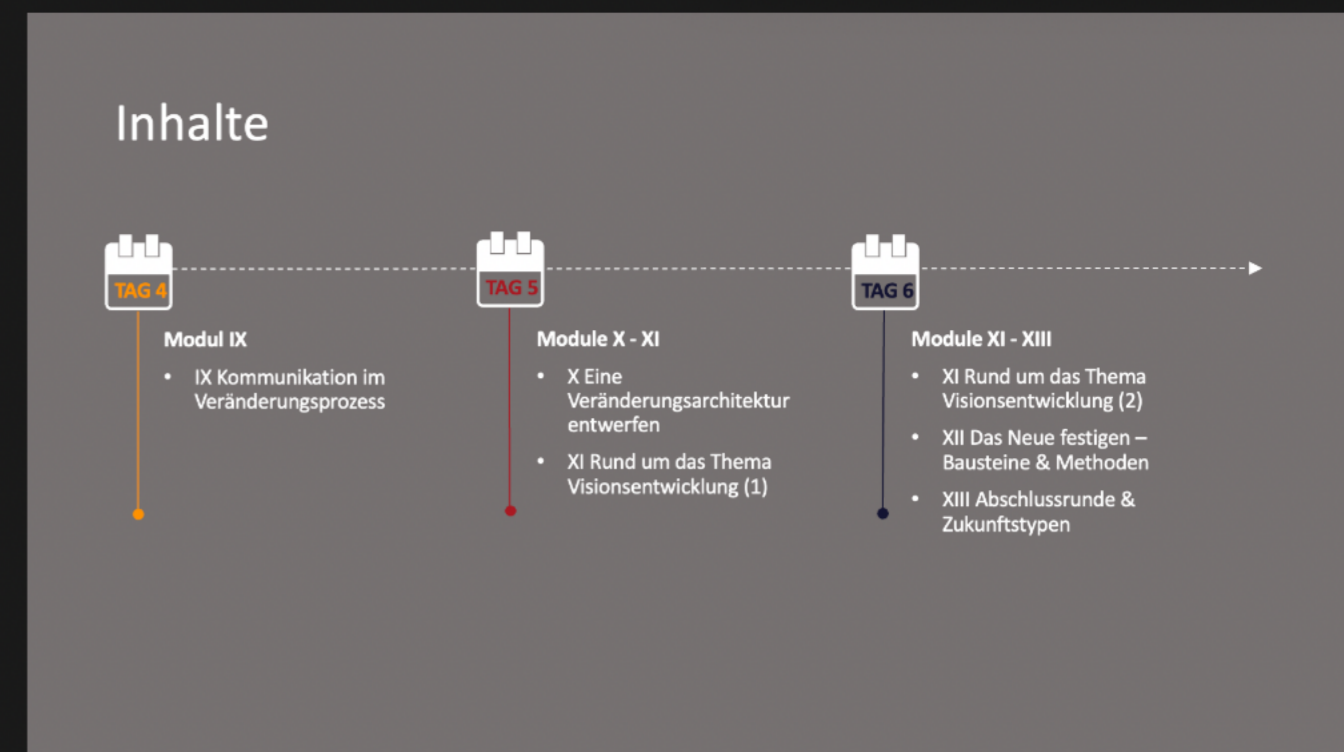 Inhalte
TAG 4
Modul IX
• IX Kommunikation im
Veränderungsprozess
TAG 5
Module X - XI
• X Eine
Veränderungsarchitektur
entwerfen
• XI Rund um das Thema
Visionsentwicklung (1)
TAG 6
Module XI - XIII
• XI Rund um das Thema
Visionsentwicklung (2)
• XII Das Neue festigen –
Bausteine & Methoden
• XIII Abschlussrunde &
Zukunftstypen